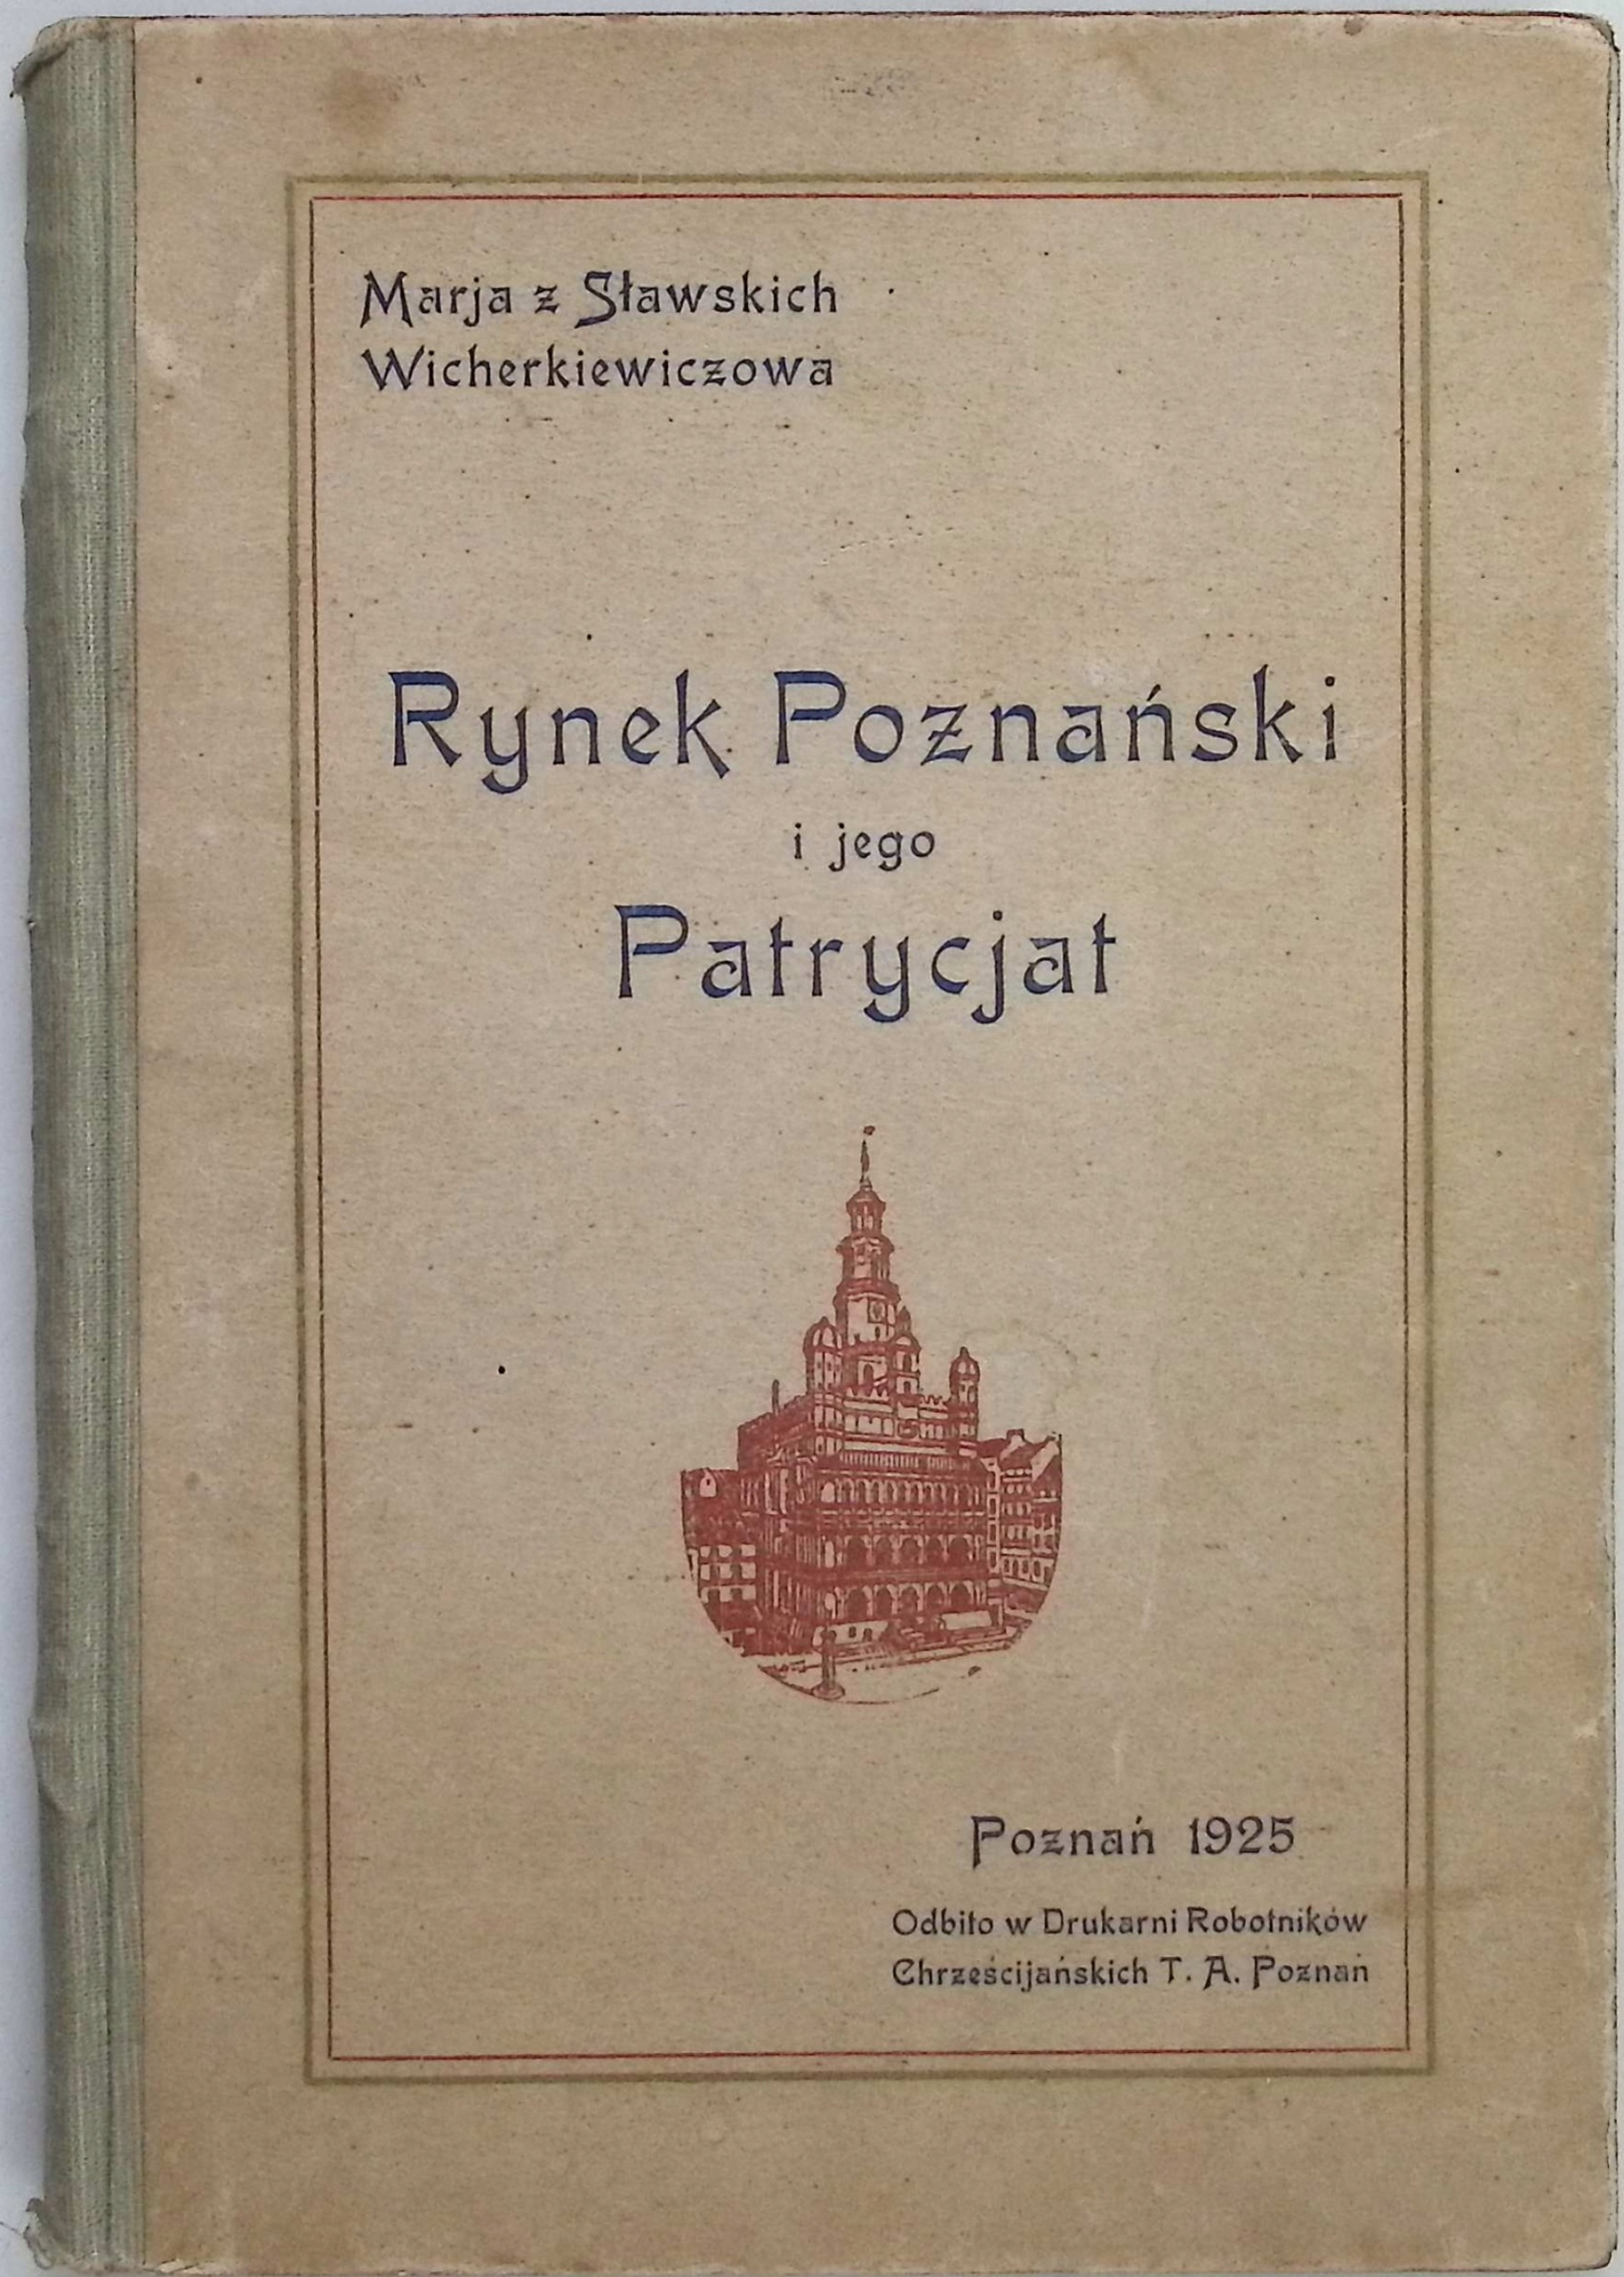 Marja z Sławskich
Wicherkiewiczowa
Rynek Poznański
i jego
Patrycjat
Poznań 1925
Odbito w Drukarni Robotników
Chrześcijańskich T. A. Poznań